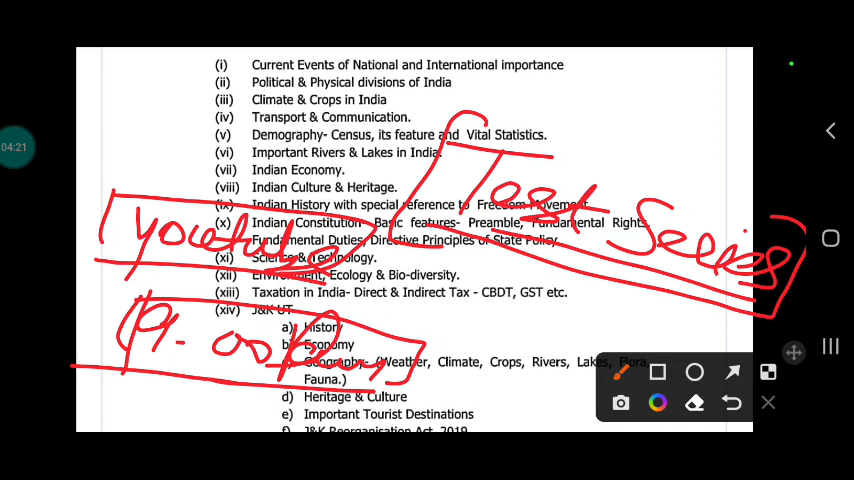 (i) Current Events of National and International importance
(ii) Political & Physical divisions of India
(iii) Climate & Crops in India
(iv) Transport & Communication.
(v) Demography- Census, its feature and Vital Statistics.
(vi) Important Rivers & Lakes in India.
(vii) Indian Economy.
(viii) Indian Culture & Heritage.
(ix) Indian History with special reference to Freedom Movement
(x) Indian Constitution- Basic features- Preamble, Fundamental Rights,
Fundamental Duties, Directive Principles of State Policy.
(xi) Science & Technology.
(xii) Environment, Ecology & Bio-diversity.
(xiii) Taxation in India- Direct & Indirect Tax - CBDT, GST etc.
(xiv) J&K UT
a) History
b) Economy
c) Geography- (Weather, Climate, Crops, Rivers, Lakes, Flora,
Fauna.)
d) Heritage & Culture
e) Important Tourist Destinations
f) J&K Reorganisation Act, 2019
Test Series
youtube
04:21